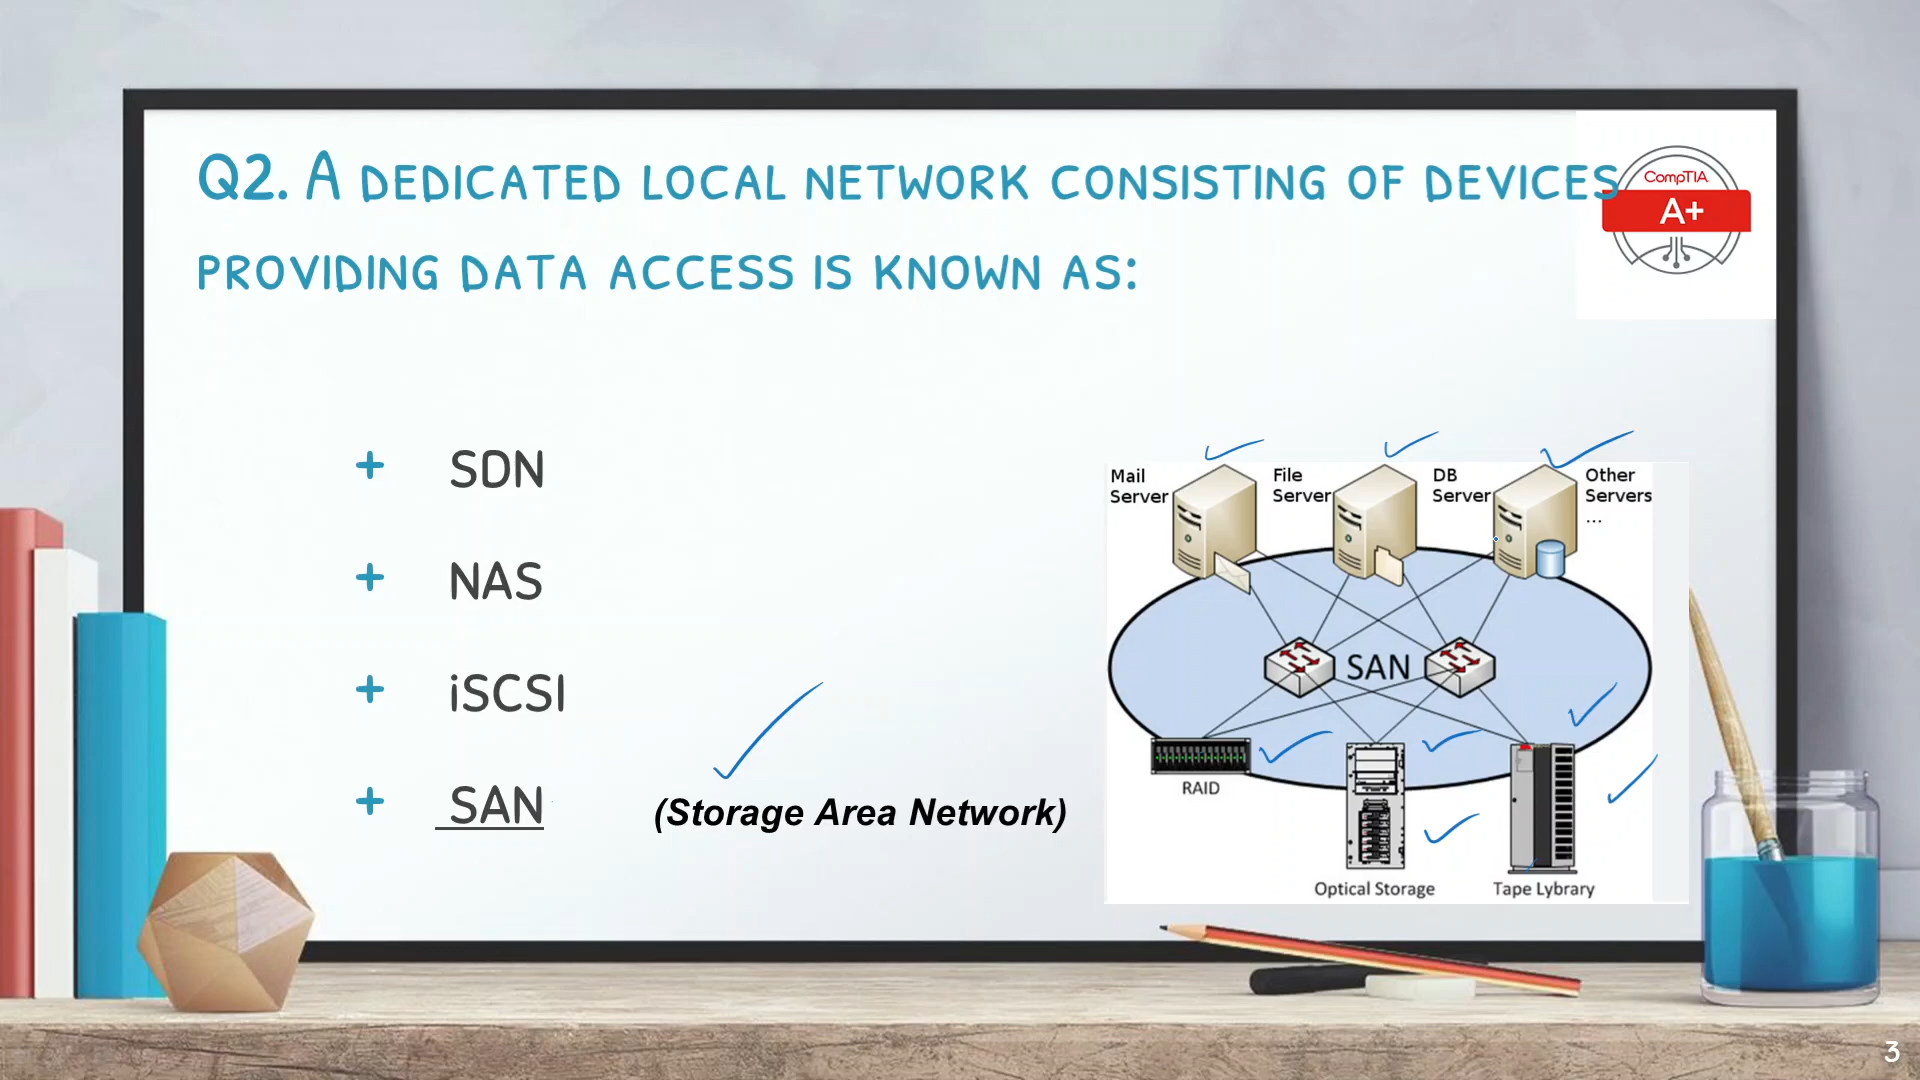 Q2. A DEDICATED LOCAL NETWORK CONSISTING OF DEVICES
PROVIDING DATA ACCESS IS KNOWN AS:
CompTIA
A+
+ SDN
+ NAS
+ iSCSI
+ SAN
(Storage Area Network)
Mail
Server
File
Server
DB
Server
Other
Servers
...
SAN
RAID
Optical Storage
Tape Lybrary
3